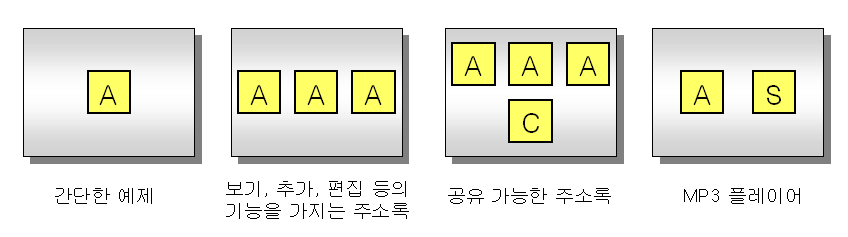 A
A A A
A A A
C
A S
간단한 예제
보기, 추가, 편집 등의
기능을 가지는 주소록
공유 가능한 주소록
MP3 플레이어